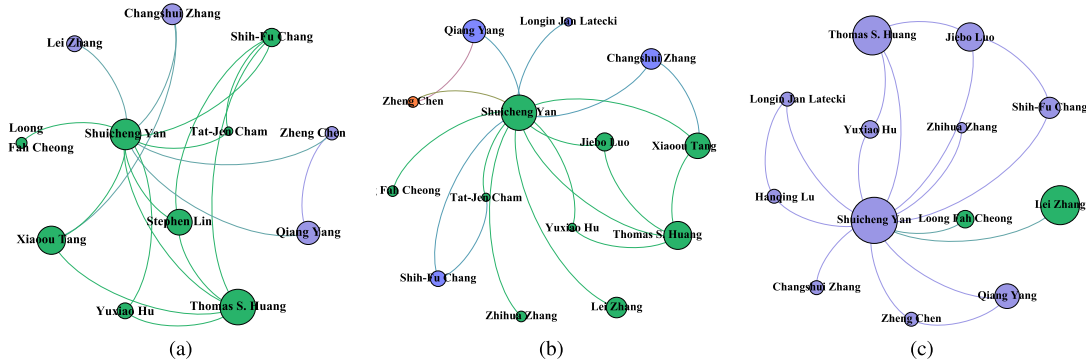 Changshui Zhang
Lei Zhang
Shih-Fu Chang
Loong
Fah Cheong
Shuicheng Yan
Tat-Jen Cham
Zheng Chen
Stephen Lin
Xiaoou Tang
Qiang Yang
Yuxiao Hu
Thomas S. Huang
(a)
Longin Jan Latecki
Qiang Yang
Changshui Zhang
Zheng Chen
Shuicheng Yan
Jiebo Luo
Xiaoou Tang
Fah Cheong
Tat-Jen Cham
Yuxiao Hu
Thomas S. Huang
Shih-Fu Chang
Zhihua Zhang
Lei Zhang
(b)
Thomas S. Huang
Jiebo Luo
Longin Jan Latecki
Shih-Fu Chang
Yuxiao Hu
Zhihua Zhang
Hanqing Lu
Shuicheng Yan
Loong Fah Cheong
Lei Zhang
Changshui Zhang
Qiang Yang
Zheng Chen
(c)